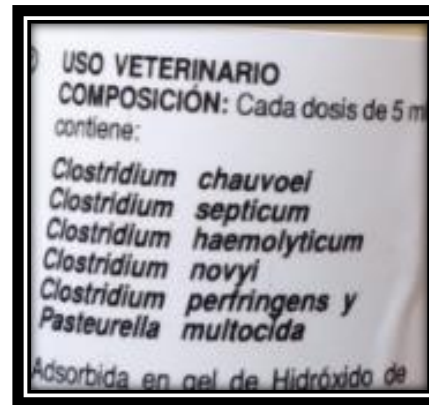 USO VETERINARIO
COMPOSICIÓN: Cada dosis de 5 m
contiene:
Clostridium chauvoei
Clostridium septicum
Clostridium haemolyticum
Clostridium novyi
Clostridium perfringens y
Pasteurella multocida
Adsorbida en gel de Hidróxido de